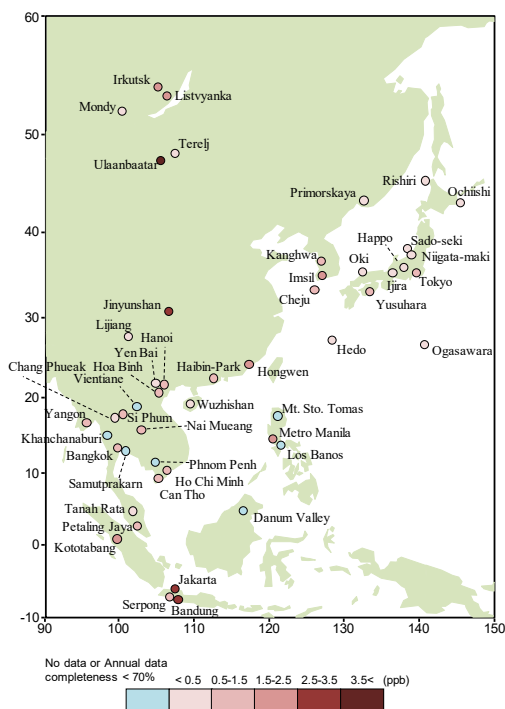 60
Irkutsk
Listvyanka
Mondy
50
Terelj
Ulaanbaatar
Rishiri
Primorskaya
Ochiishi
40
Happo
Sado-seki
Kanghwa
Oki
Niigata-maki
Imsil
Ijira
Tokyo
Cheju
Yusuhara
30
Jinyunshan
Lijiang
Hanoi
Hedo
Ogasawara
Yen Bai
Chang Phueak
Hoa Binh
Haibin-Park
Hongwen
Vientiane
20
Wuzhishan
Mt. Sto. Tomas
Yangon
Si Phum
Nai Mueang
Khanchanaburi
Metro Manila
Bangkok
Los Banos
Phnom Penh
10
Samutprakarn
Ho Chi Minh
Can Tho
Tanah Rata
Danum Valley
Petaling Jaya
0
Kototabang
Jakarta
Serpong
Bandung
-10
90 100 110 120 130 140 150
No data or Annual data
completeness < 70% < 0.5 0.5-1.5 1.5-2.5 2.5-3.5 3.5< (ppb)